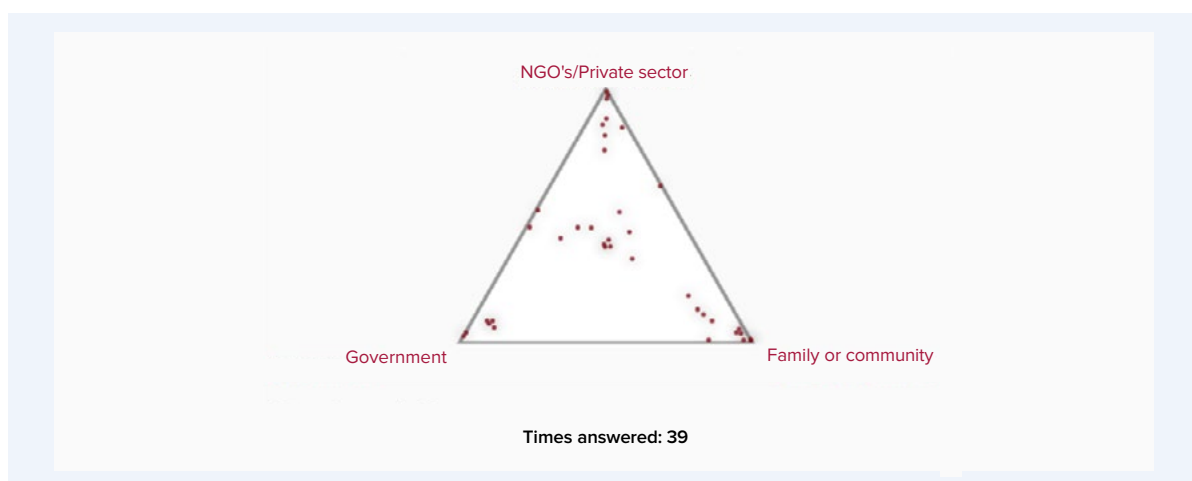 NGO's/Private sector
Government
Family or community
Times answered: 39